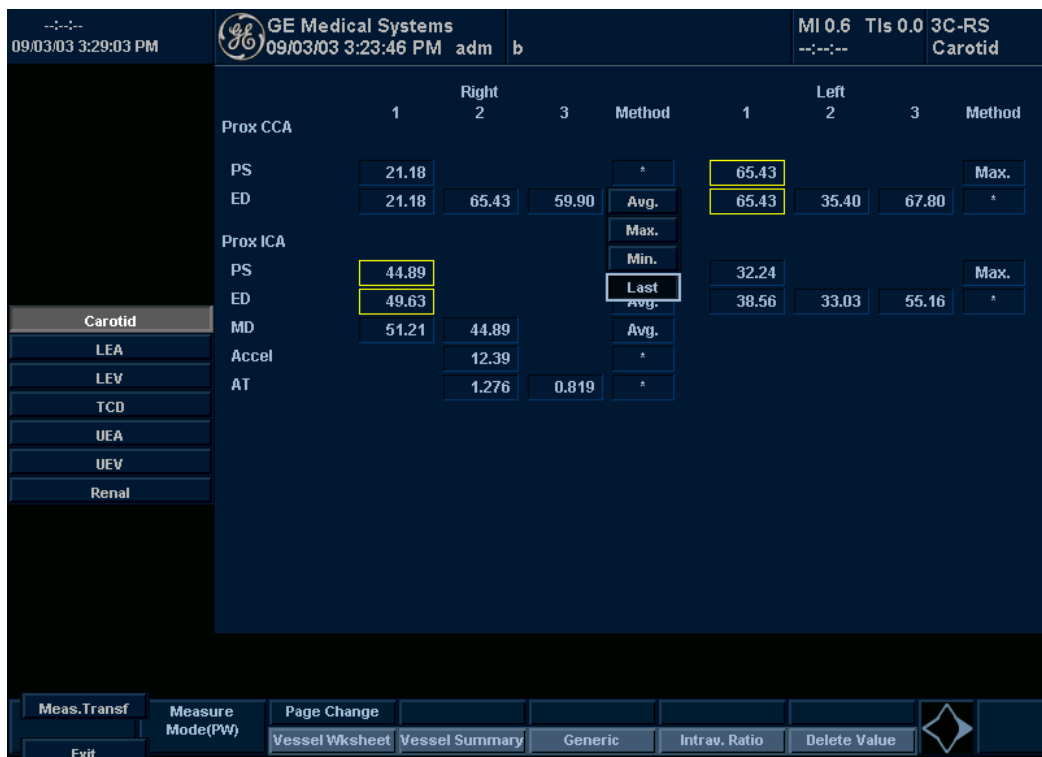 --:--:--
09/03/03 3:29:03 PM
GE
GE Medical Systems
09/03/03 3:23:46 PM adm b
MI 0.6 TIs 0.0 3C-RS
--:--:-- Carotid
Right Left
1 2 3 Method 1 2 3 Method
Prox CCA
PS 21.18 * 65.43 Max.
ED 21.18 65.43 59.90 Avg. 65.43 35.40 67.80 *
Max.
Prox ICA
Min.
PS 44.89 32.24 Max.
Last
ED 49.63 Avg. 38.56 33.03 55.16 *
MD 51.21 44.89 Avg.
Accel 12.39 *
AT 1.276 0.819 *
Carotid
LEA
LEV
TCD
UEA
UEV
Renal
Meas.Transf
Exit
Measure
Mode(PW)
Page Change
Vessel Wksheet Vessel Summary Generic Intrav. Ratio Delete Value